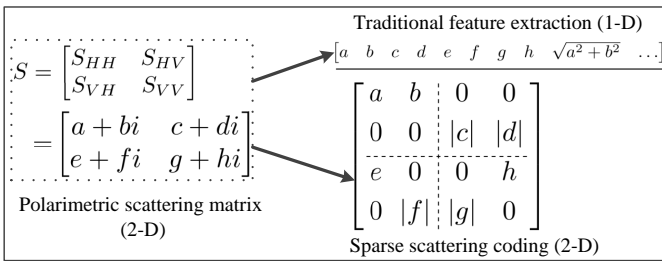 Traditional feature extraction (1-D)
[a b c d e f g h √(a² + b²) …]
S = [S_HH S_HV
S_VH S_VV]
= [a + bi c + di
e + fi g + hi]
Polarimetric scattering matrix
(2-D)
[a b 0 0
0 0 |c| |d|
e 0 0 h
0 |f| |g| 0]
Sparse scattering coding (2-D)